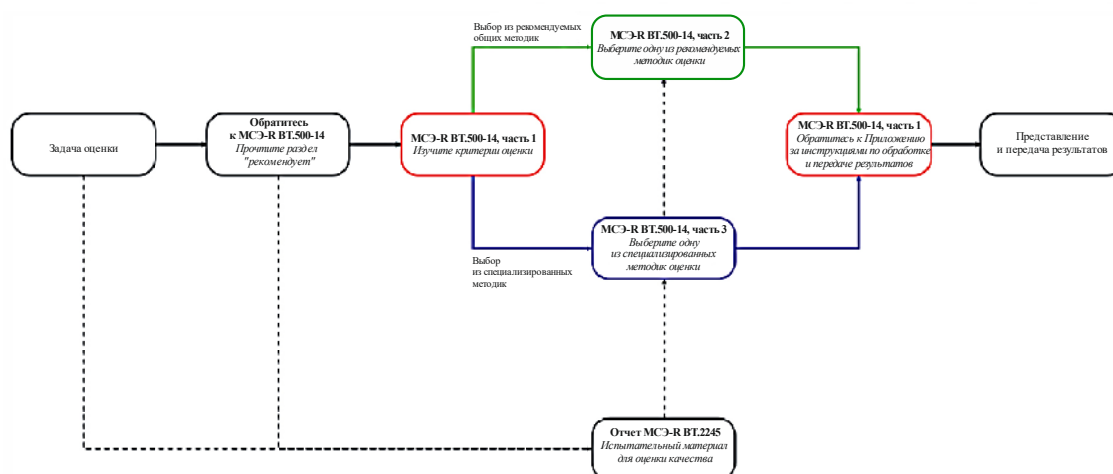 Выбор из рекомендуемых
общих методик
МСЭ-R BT.500-14, часть 2
Выберите одну из рекомендуемых
методик оценки
Задача оценки
Обратитесь
к МСЭ-R BT.500-14
Прочтите раздел
"рекомендует"
МСЭ-R BT.500-14, часть 1
Изучите критерии оценки
МСЭ-R BT.500-14, часть 1
Обратитесь к Приложению
за инструкциями по обработке
и передаче результатов
Представление
и передача результатов
МСЭ-R BT.500-14, часть 3
Выберите одну
из специализированных
методик оценки
Выбор
из специализированных
методик
Отчет МСЭ-R BT.2245
Испытательный материал
для оценки качества